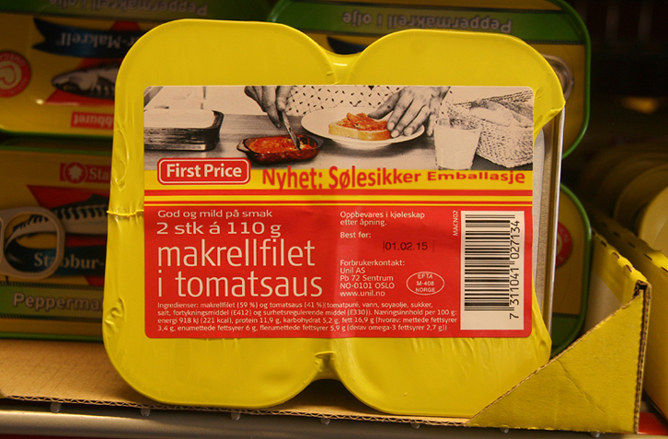 Peppermakrell i olje
Peppermakrell i olje
r-Makrell
First Price
Nyhet: Sølesikker Emballasje
God og mild på smak
2 stk á 110 g
makrellfilet
i tomatsaus
Oppbevares i kjøleskap
etter åpning.
Best før:
01.02.15
Forbrukerkontakt:
Unil AS
Pb 72 Sentrum
NO-0101 OSLO
www.unil.no
MACN02
EFTA
M-408
NORGE
7 311041 027134
Ingredienser: makrellfilet (59 %) og tomatsaus (41 %)(tomatpure, vann, soyaolje, sukker,
salt, fortykningsmiddel (E412) og surhetsregulerende middel (E330)). Næringsinnhold per 100 g:
energi 918 kJ (221 kcal), protein 11,9 g, karbohydrat 5,2 g, fett 16,9 g (hvorav: mettede fettsyrer
3,4 g, enumettede fettsyrer 6 g, flerumettede fettsyrer 5,9 g (derav omega-3 fettsyrer 2,7 g))
Stabbur-
Pepperma